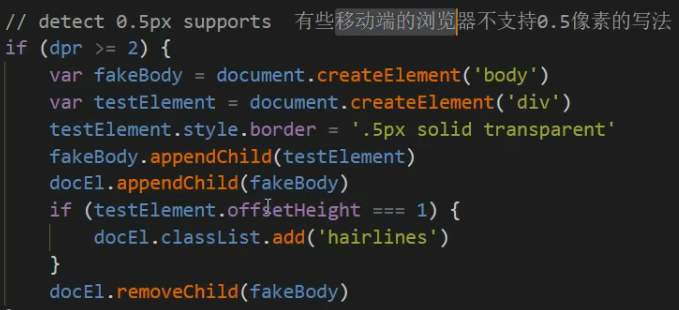 // detect 0.5px supports 有些移动端的浏览器不支持0.5像素的写法
if (dpr >= 2) {
    var fakeBody = document.createElement('body')
    var testElement = document.createElement('div')
    testElement.style.border = '.5px solid transparent'
    fakeBody.appendChild(testElement)
    docEl.appendChild(fakeBody)
    if (testElement.offsetHeight === 1) {
        docEl.classList.add('hairlines')
    }
    docEl.removeChild(fakeBody)